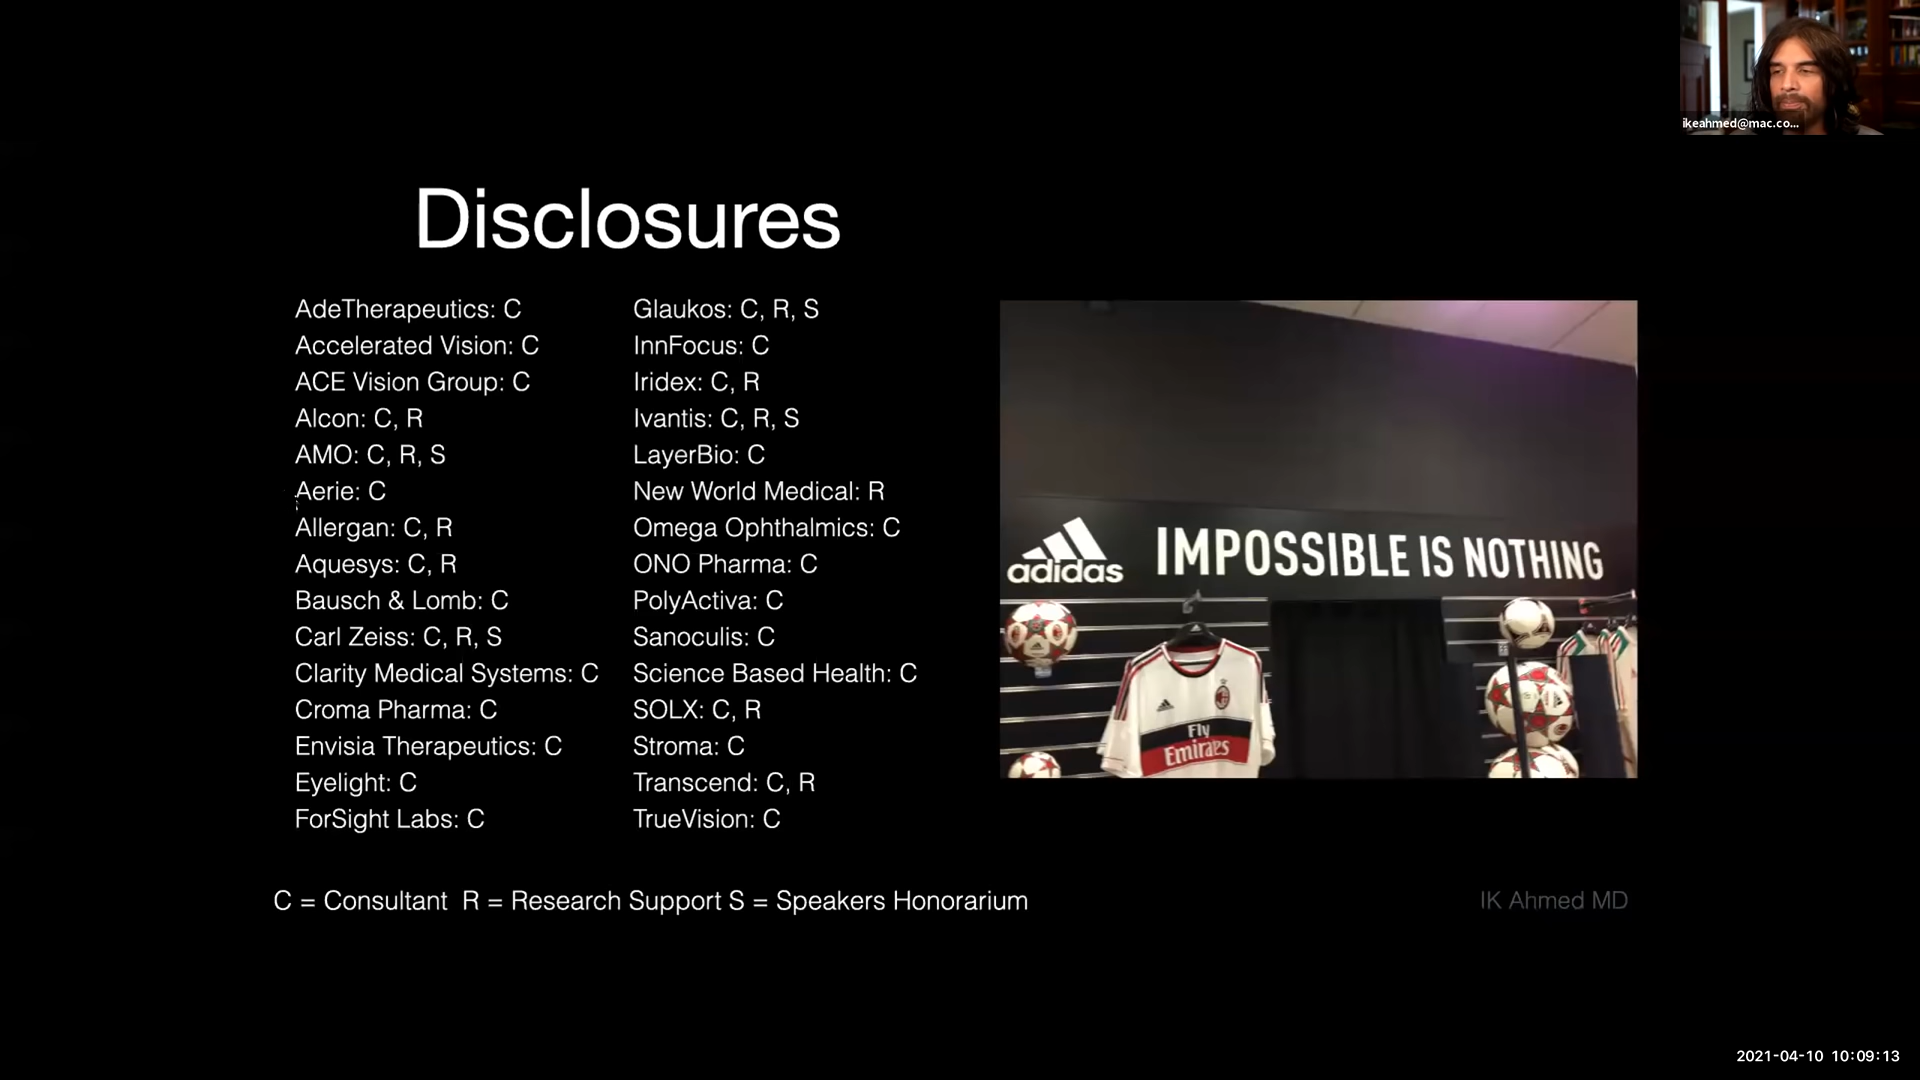 ikeahmed@mac.co...
Disclosures
AdeTherapeutics: C
Accelerated Vision: C
ACE Vision Group: C
Alcon: C, R
AMO: C, R, S
Aerie: C
Allergan: C, R
Aquesys: C, R
Bausch & Lomb: C
Carl Zeiss: C, R, S
Clarity Medical Systems: C
Croma Pharma: C
Envisia Therapeutics: C
Eyelight: C
ForSight Labs: C
Glaukos: C, R, S
InnFocus: C
Iridex: C, R
Ivantis: C, R, S
LayerBio: C
New World Medical: R
Omega Ophthalmics: C
ONO Pharma: C
PolyActiva: C
Sanoculis: C
Science Based Health: C
SOLX: C, R
Stroma: C
Transcend: C, R
TrueVision: C
adidas
IMPOSSIBLE IS NOTHING
Fly
Emirates
C = Consultant R = Research Support S = Speakers Honorarium
IK Ahmed MD
2021-04-10 10:09:13